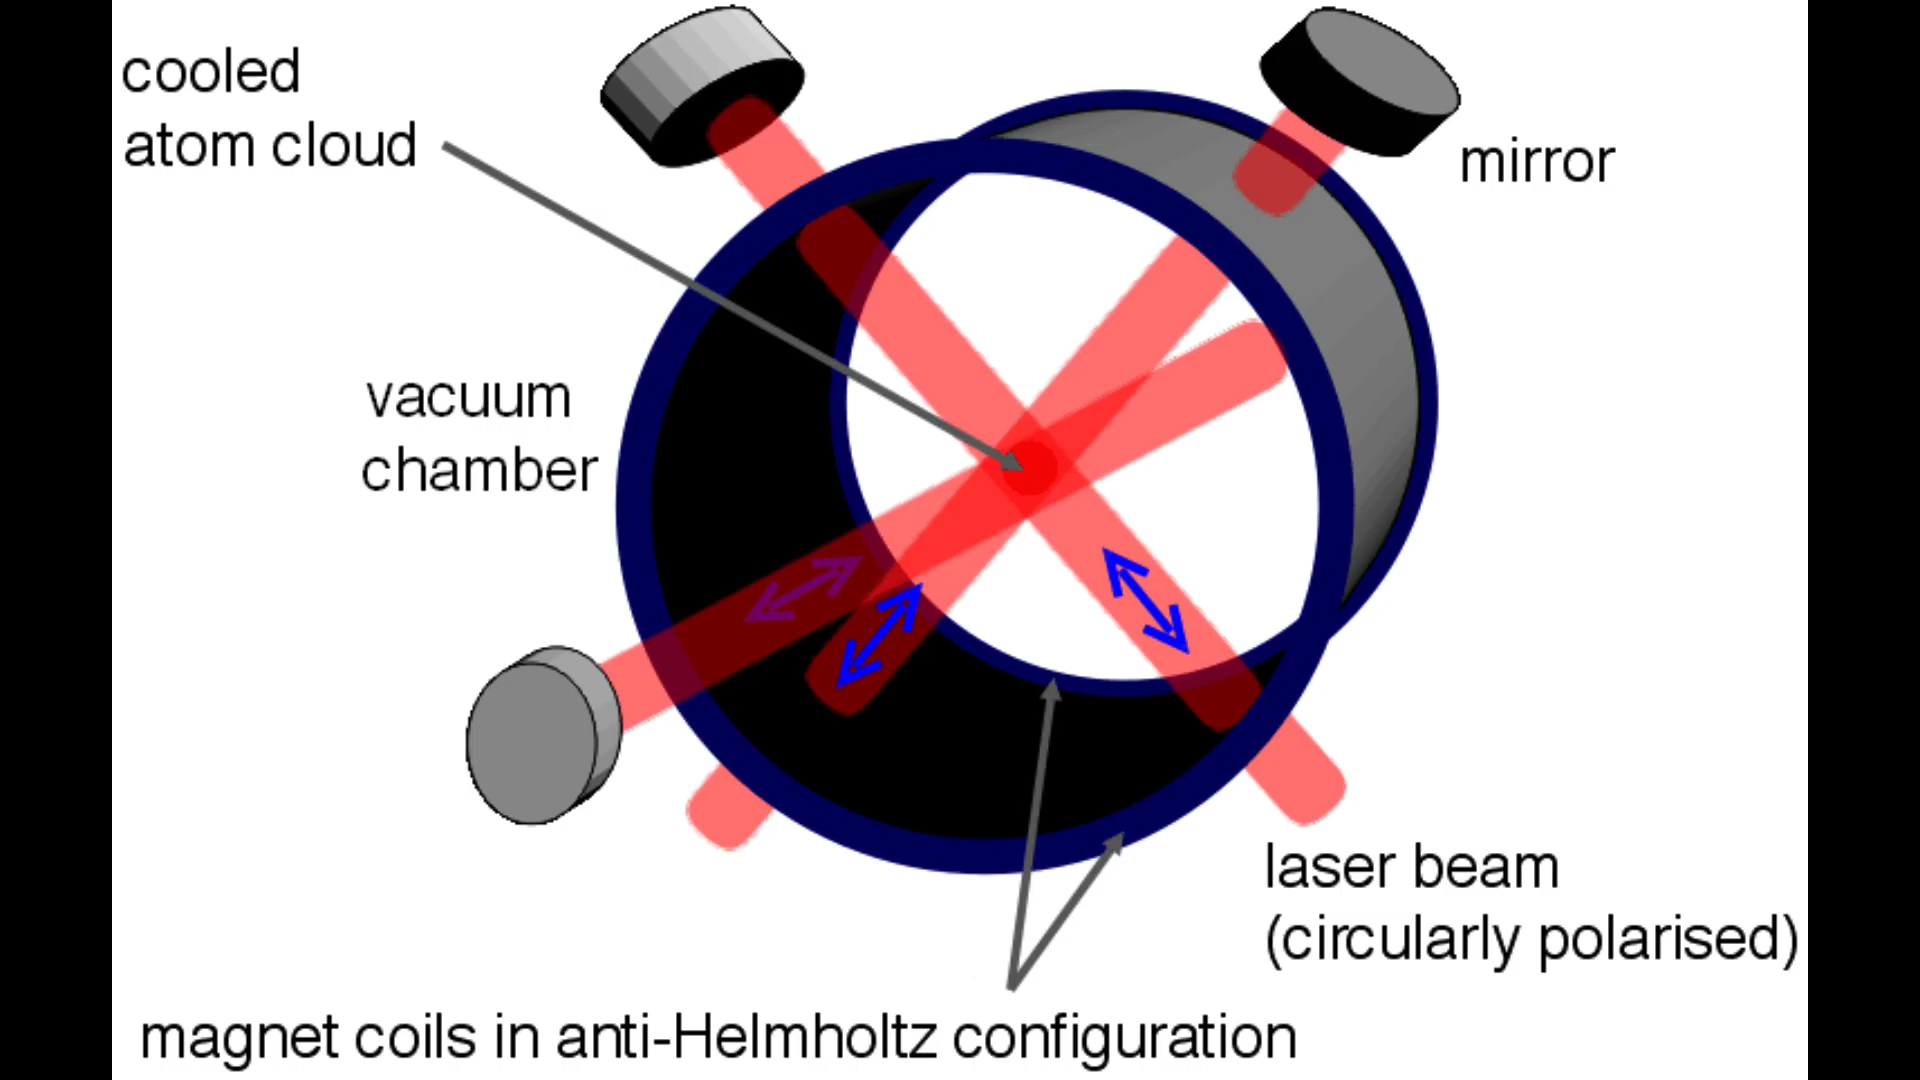 cooled
atom cloud
mirror
vacuum
chamber
laser beam
(circularly polarised)
magnet coils in anti-Helmholtz configuration